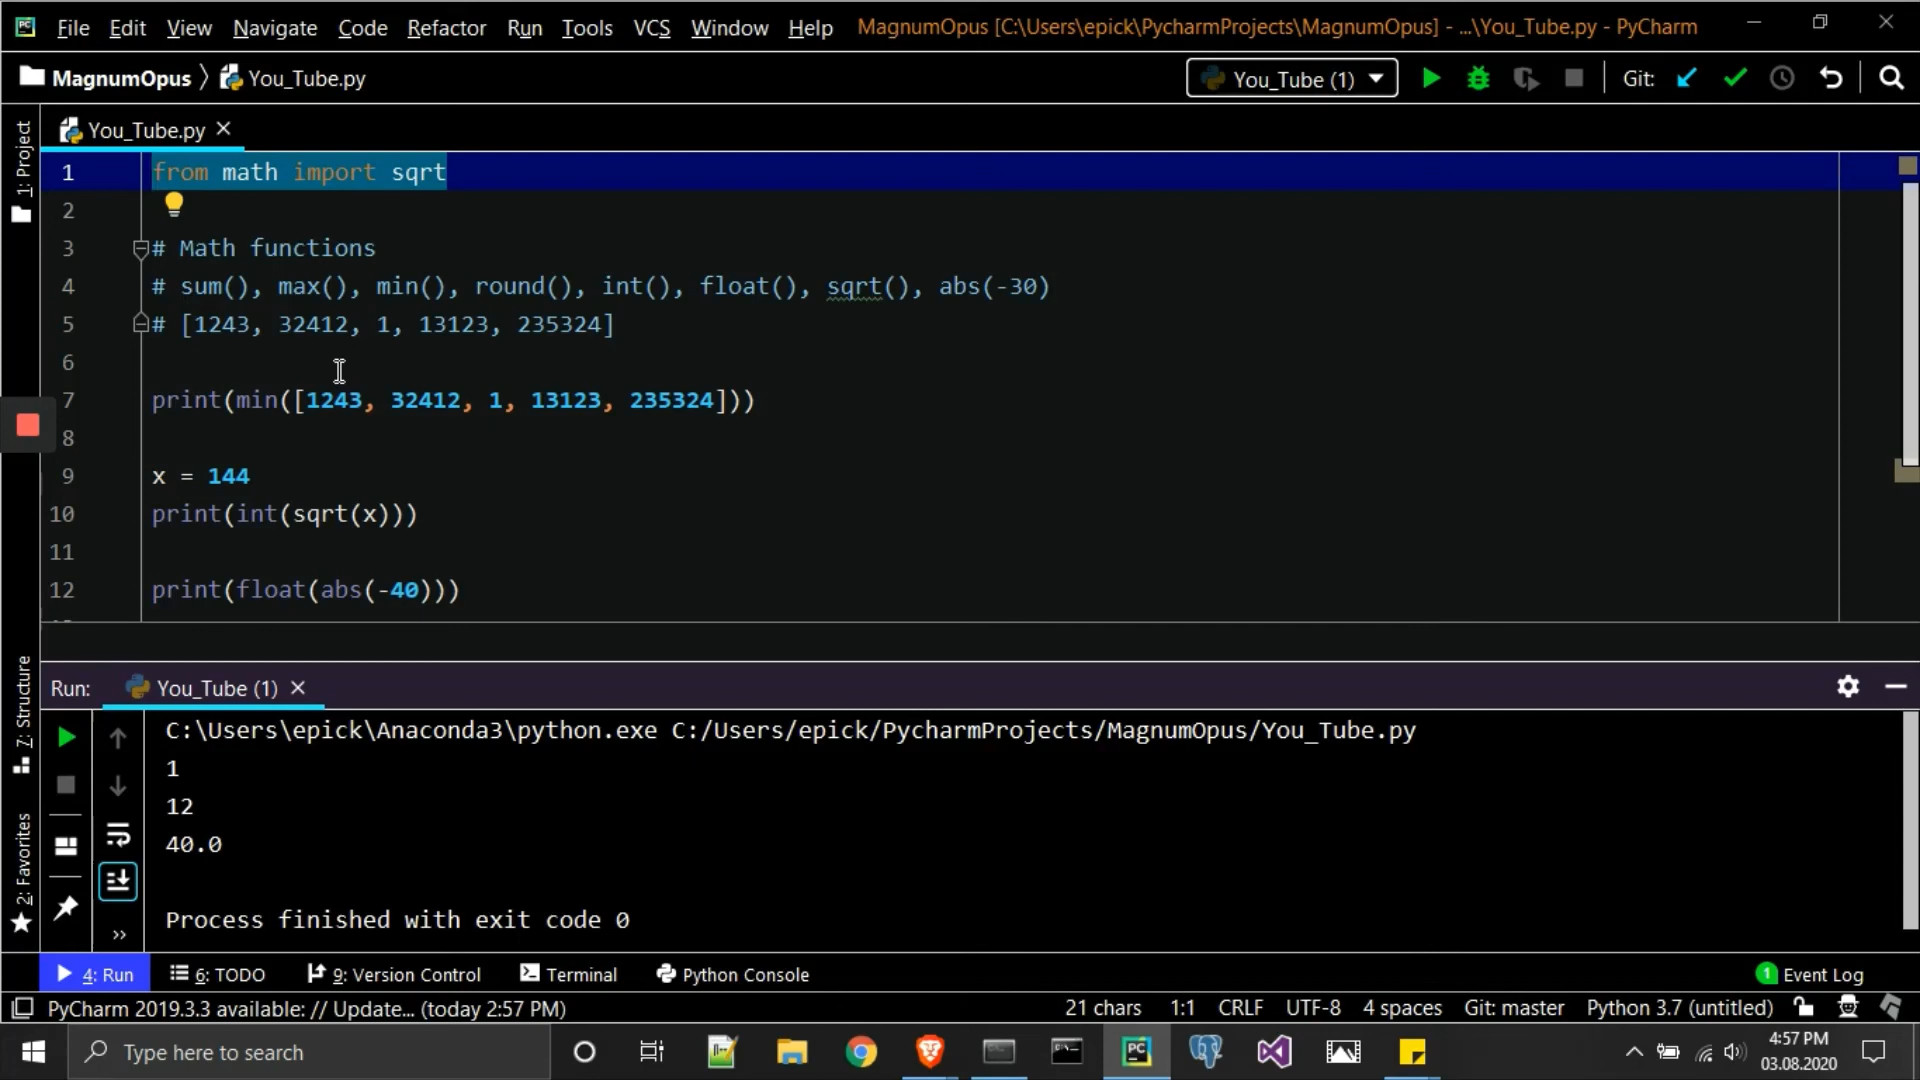 File Edit View Navigate Code Refactor Run Tools VCS Window Help MagnumOpus [C:\Users\epick\PycharmProjects\MagnumOpus] - ...\You_Tube.py - PyCharm
MagnumOpus You_Tube.py You_Tube (1) Git:
You_Tube.py
1: Project
1 from math import sqrt
2
3 # Math functions
4 # sum(), max(), min(), round(), int(), float(), sqrt(), abs(-30)
5 # [1243, 32412, 1, 13123, 235324]
6
7 print(min([1243, 32412, 1, 13123, 235324]))
8
9 x = 144
10 print(int(sqrt(x)))
11
12 print(float(abs(-40)))
7: Structure
2: Favorites
Run: You_Tube (1)
C:\Users\epick\Anaconda3\python.exe C:/Users/epick/PycharmProjects/MagnumOpus/You_Tube.py
1
12
40.0
Process finished with exit code 0
4: Run 6: TODO 9: Version Control Terminal Python Console 1 Event Log
PyCharm 2019.3.3 available: // Update... (today 2:57 PM) 21 chars 1:1 CRLF UTF-8 4 spaces Git: master Python 3.7 (untitled)
Type here to search PC 4:57 PM
03.08.2020